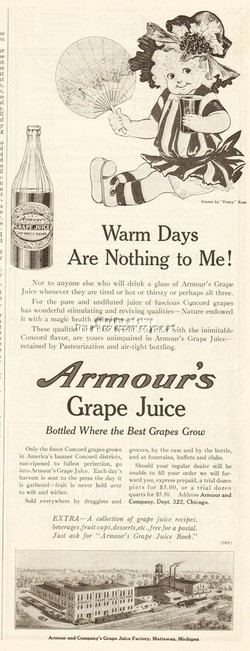 Armour's
GRAPE JUICE
Drawn by "Penny" Ross
Warm Days
Are Nothing to Me!
Nor to anyone else who will drink a glass of Armour's Grape
Juice whenever they are tired or hot or thirsty or perhaps all three.
For the pure and undiluted juice of luscious Concord grapes
has wonderful stimulating and reviving qualities—Nature endowed
it with a magic health
These qualities with the inimitable
Concord flavor, are yours unimpaired in Armour's Grape Juice—
retained by Pasteurization and air-tight bottling.
Armour's
Grape Juice
Bottled Where the Best Grapes Grow
Only the finest Concord grapes grown
in America's banner Concord districts,
sun-ripened to fullest perfection, go
into Armour's Grape Juice. Each day's
harvest is sent to the press the day it
is gathered—fruit is never held over
to wilt and wither.
Sold everywhere by druggists and
grocers, by the case and by the bottle,
and at fountains, buffets and clubs.
Should your regular dealer still be
unable to fill your order we will for-
ward you, express prepaid, a trial dozen
pints for $3.00, or a trial dozen
quarts for $5.50. Address Armour and
Company, Dept. 322, Chicago.
EXTRA—A collection of grape juice recipes,
beverages, fruit cups, desserts, etc., free for a postal.
Just ask for "Armour's Grape Juice Book."
Armour and Company's Grape Juice Factory, Mattawan, Michigan